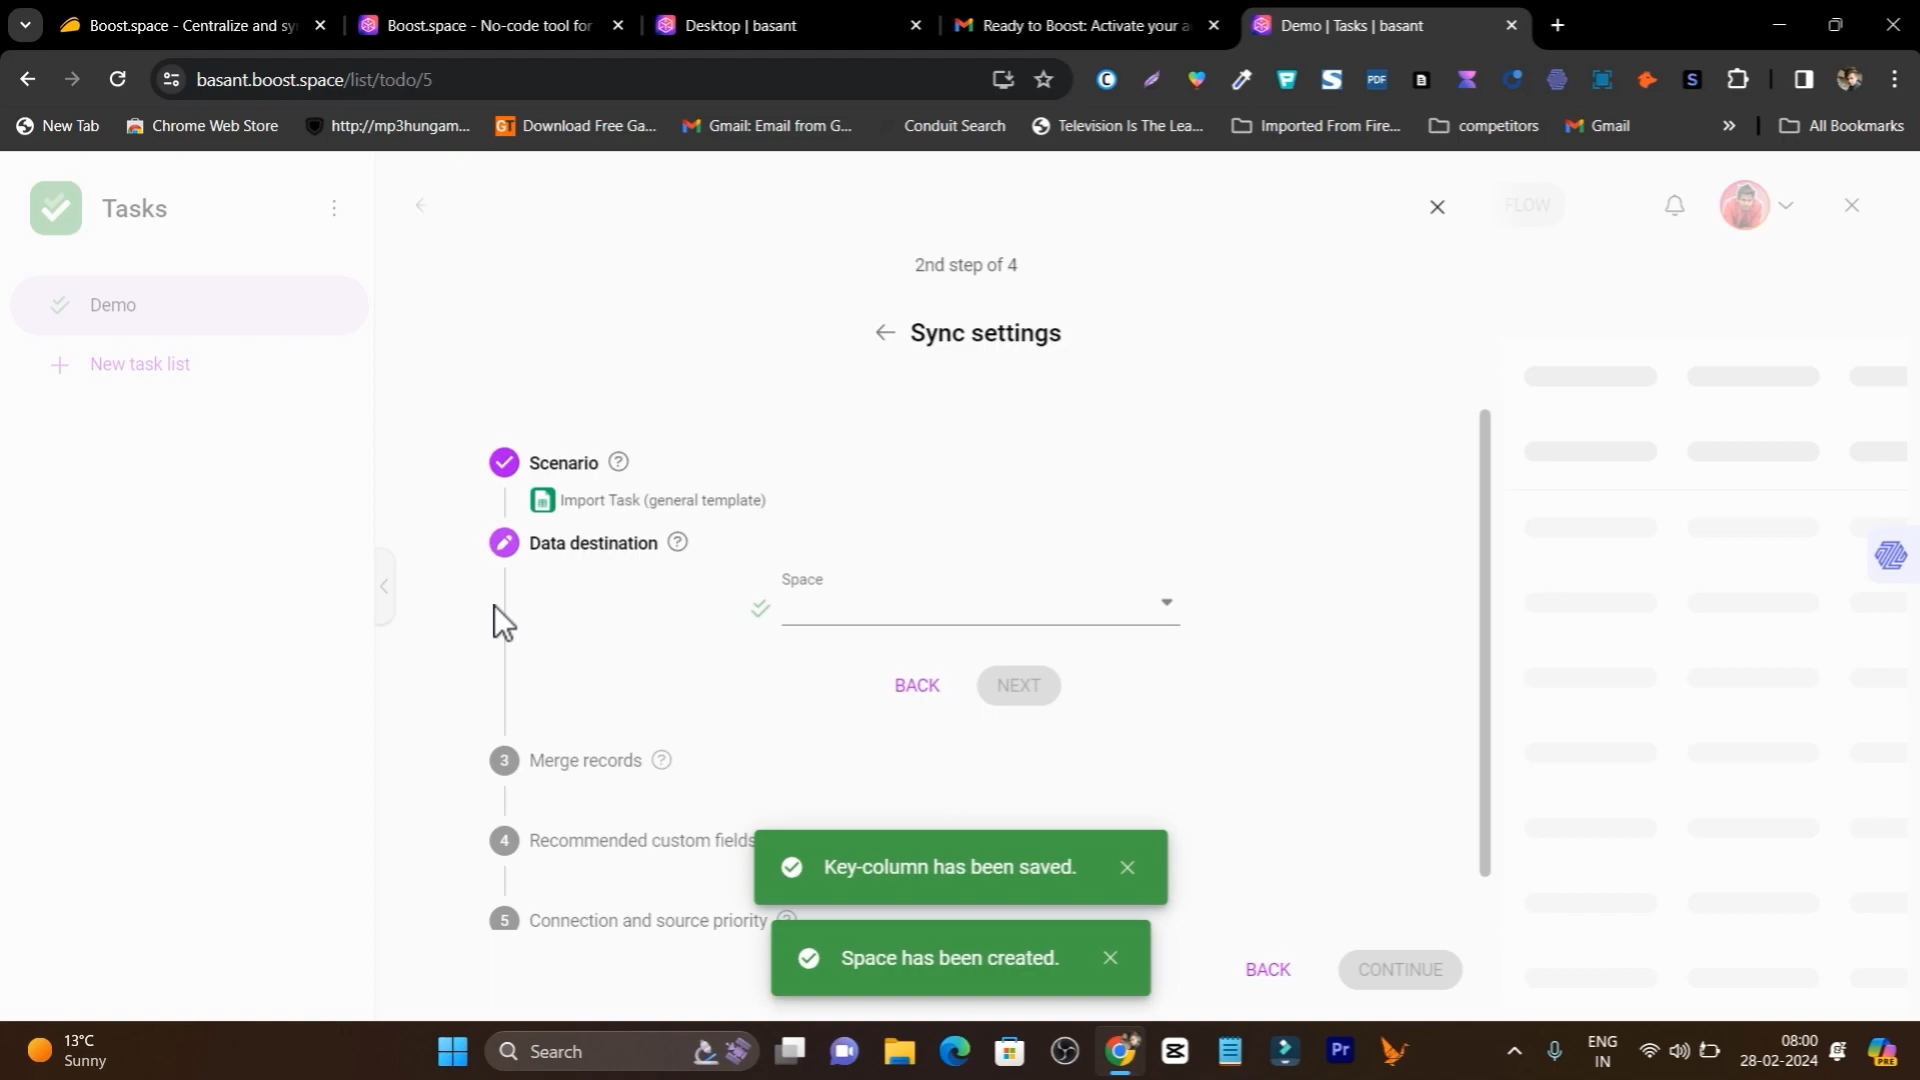 Boost.space - Centralize and sy
Boost.space - No-code tool for
Desktop | basant
Ready to Boost: Activate your a
Demo | Tasks | basant
basant.boost.space/list/todo/5
New Tab
Chrome Web Store
http://mp3hungam...
Download Free Ga...
Gmail: Email from G...
Conduit Search
Television Is The Lea...
Imported From Fire...
competitors
Gmail
All Bookmarks
Tasks
FLOW
2nd step of 4
Demo
Sync settings
New task list
Scenario
Import Task (general template)
Data destination
Space
BACK
NEXT
3 Merge records
4 Recommended custom fields
Key-column has been saved.
5 Connection and source priority
Space has been created.
BACK
CONTINUE
13°C
Sunny
Search
ENG
IN
08:00
28-02-2024